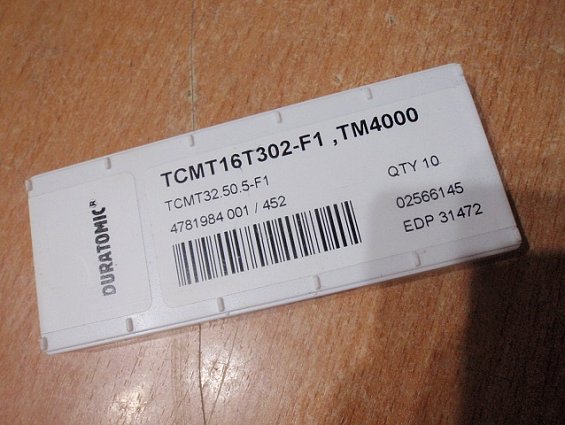 DURATOMIC®
TCMT16T302-F1 ,TM4000
TCMT32.50.5-F1
4781984 001 / 452
QTY 10
02566145
EDP 31472